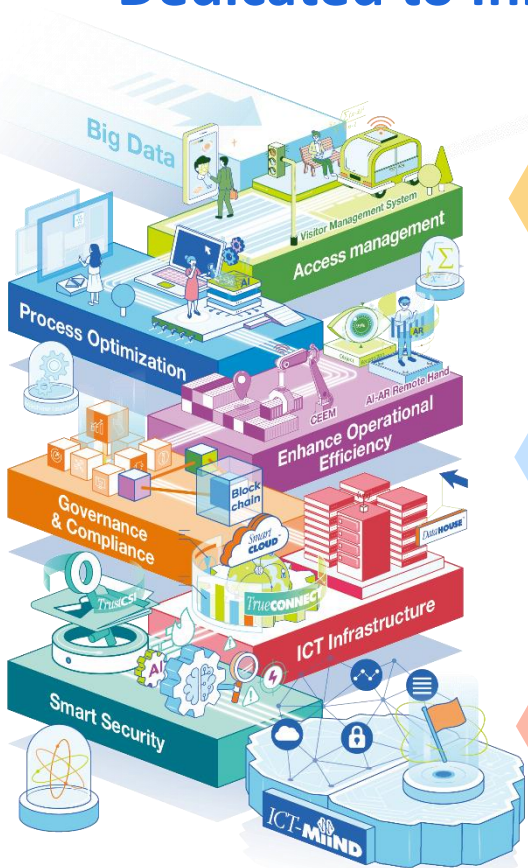 Big Data
Visitor Management System
Access management
AI
Process Optimization
AR
AI-AR Remote Hand
CEEM
Enhance Operational
Efficiency
Block
chain
Governance
& Compliance
Smart
CLOUD
DataHOUSE
TrustCSI
TrueCONNECT
ICT Infrastructure
AI
Smart Security
ICT-MiiND